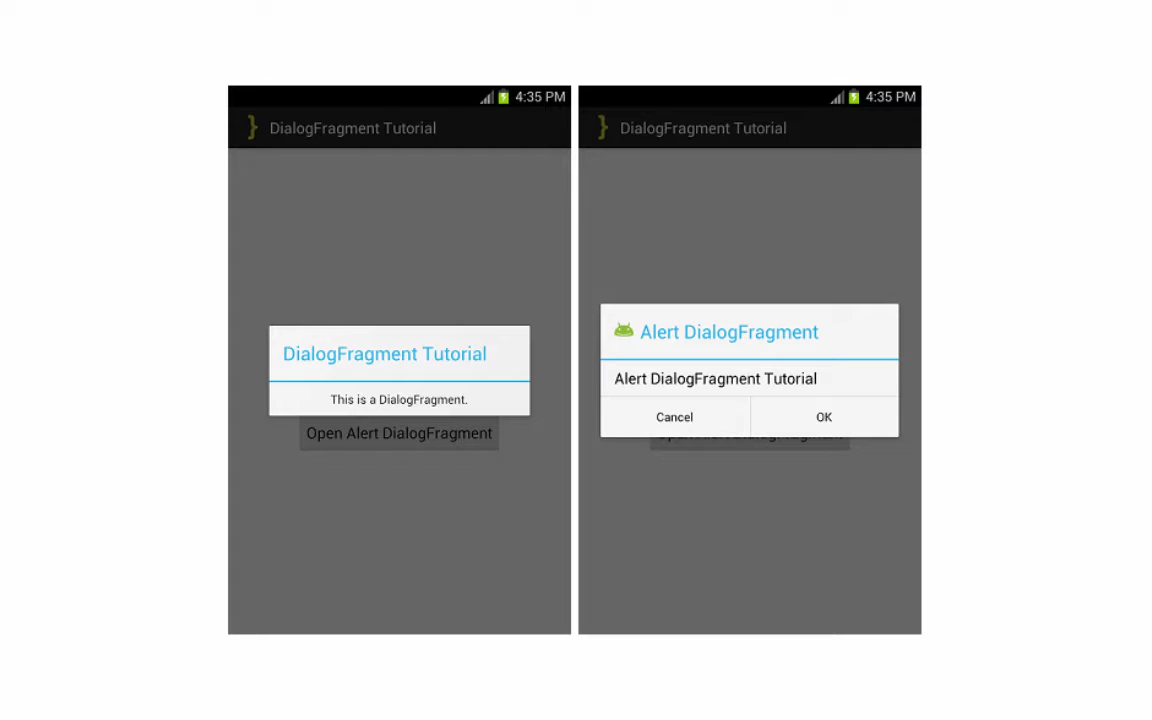 4:35 PM
DialogFragment Tutorial
DialogFragment Tutorial
This is a DialogFragment.
Open Alert DialogFragment
4:35 PM
DialogFragment Tutorial
Alert DialogFragment
Alert DialogFragment Tutorial
Cancel
OK